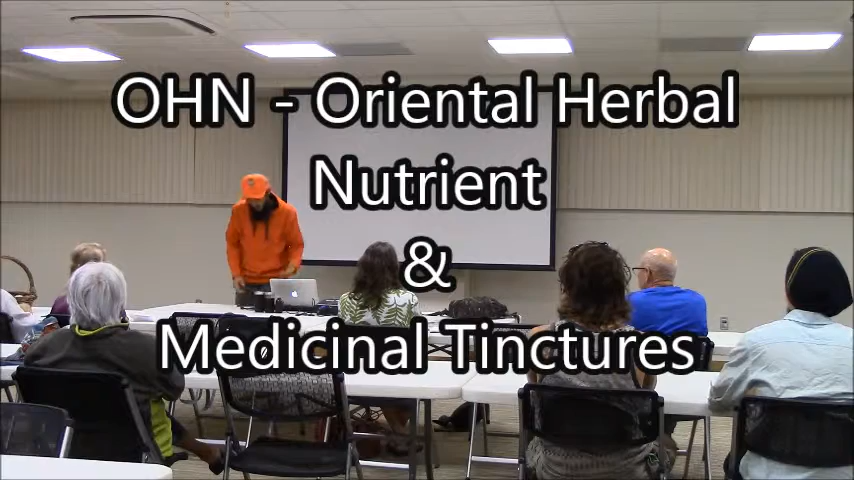 OHN - Oriental Herbal
Nutrient
&
Medicinal Tinctures